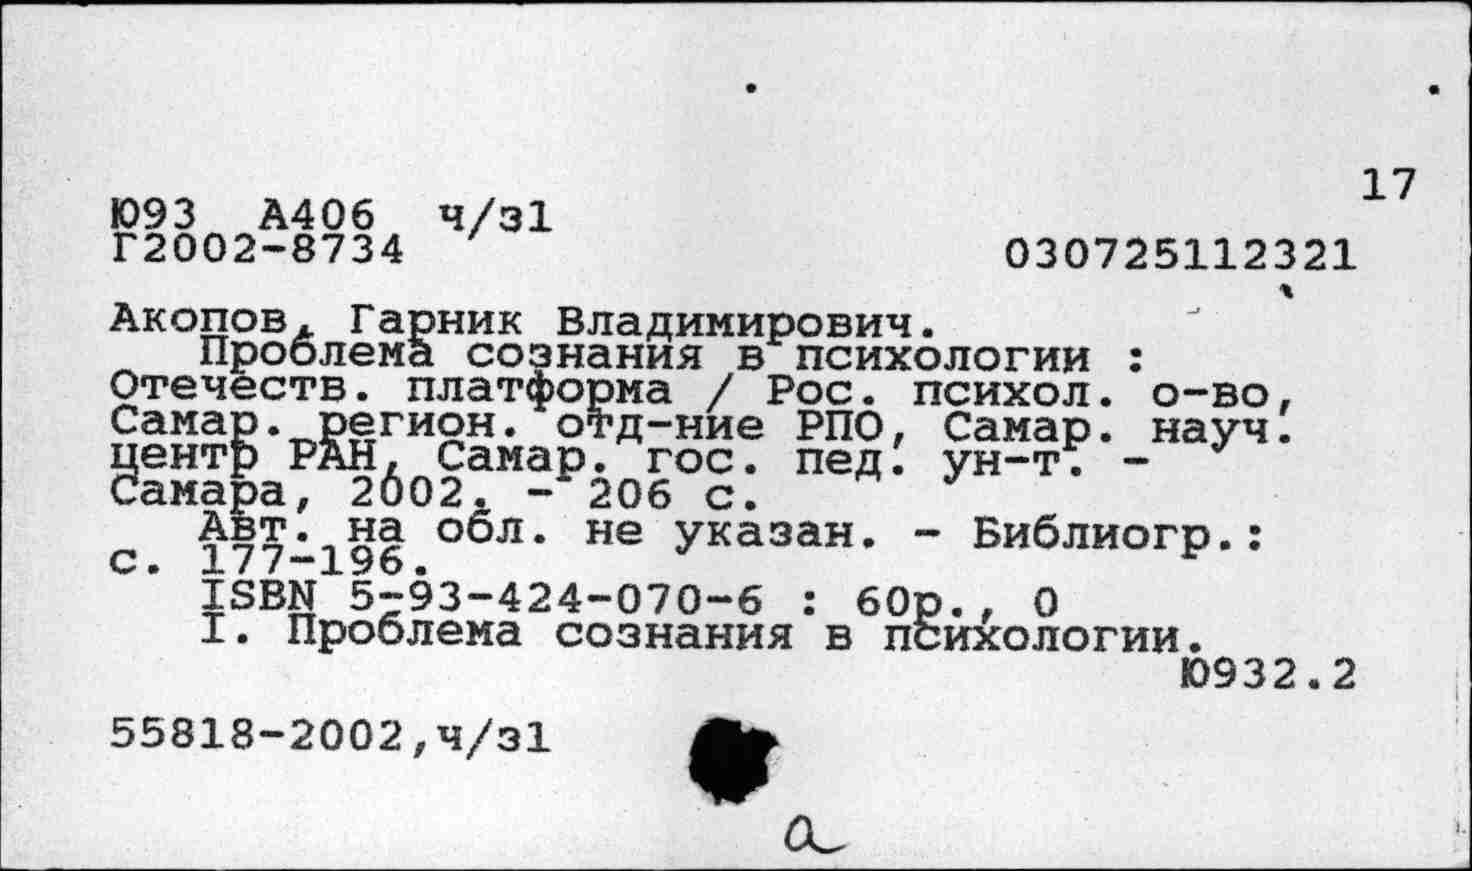 17
Ю93 А406 ч/з1
Г2002-8734 030725112321
Акопов, Гарник Владимирович.
Проблема сознания в психологии :
Отечеств. платформа / Рос. психол. о-во,
Самар. регион. отд-ние РПО, Самар. науч.
центр РАН, Самар. гос. пед. ун-т. -
Самара, 2002. - 206 с.
Авт. на обл. не указан. - Библиогр.:
с. 177-196.
ISBN 5-93-424-070-6 : 60р., 0
I. Проблема сознания в психологии.
Ю932.2
55818-2002,ч/з1
а